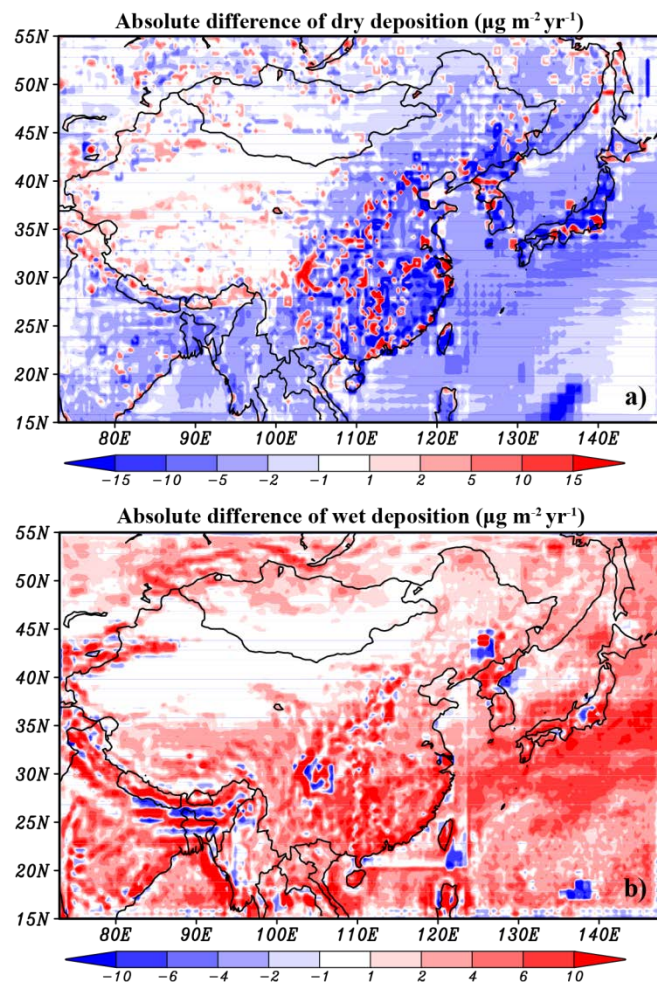 Absolute difference of dry deposition (µg m⁻² yr⁻¹)
55N
50N
45N
40N
35N
30N
25N
20N
15N
a)
80E 90E 100E 110E 120E 130E 140E
−15 −10 −5 −2 −1 1 2 5 10 15
Absolute difference of wet deposition (µg m⁻² yr⁻¹)
55N
50N
45N
40N
35N
30N
25N
20N
15N
b)
80E 90E 100E 110E 120E 130E 140E
−10 −6 −4 −2 −1 1 2 4 6 10